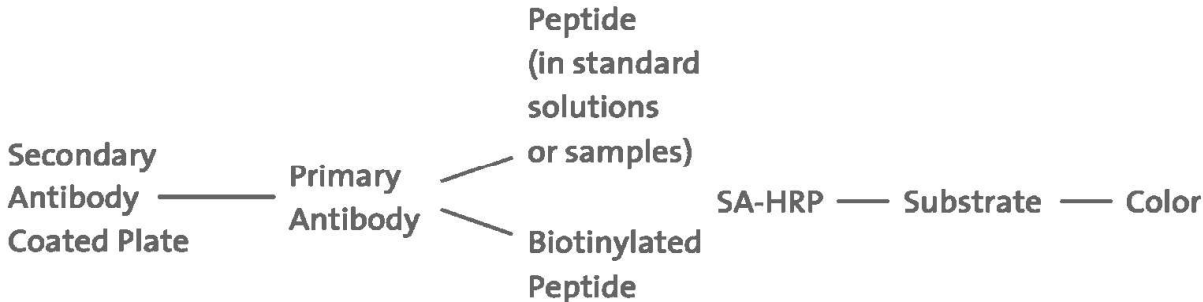 Secondary
Antibody
Coated Plate
Primary
Antibody
Peptide
(in standard
solutions
or samples)
Biotinylated
Peptide
SA-HRP
Substrate
Color